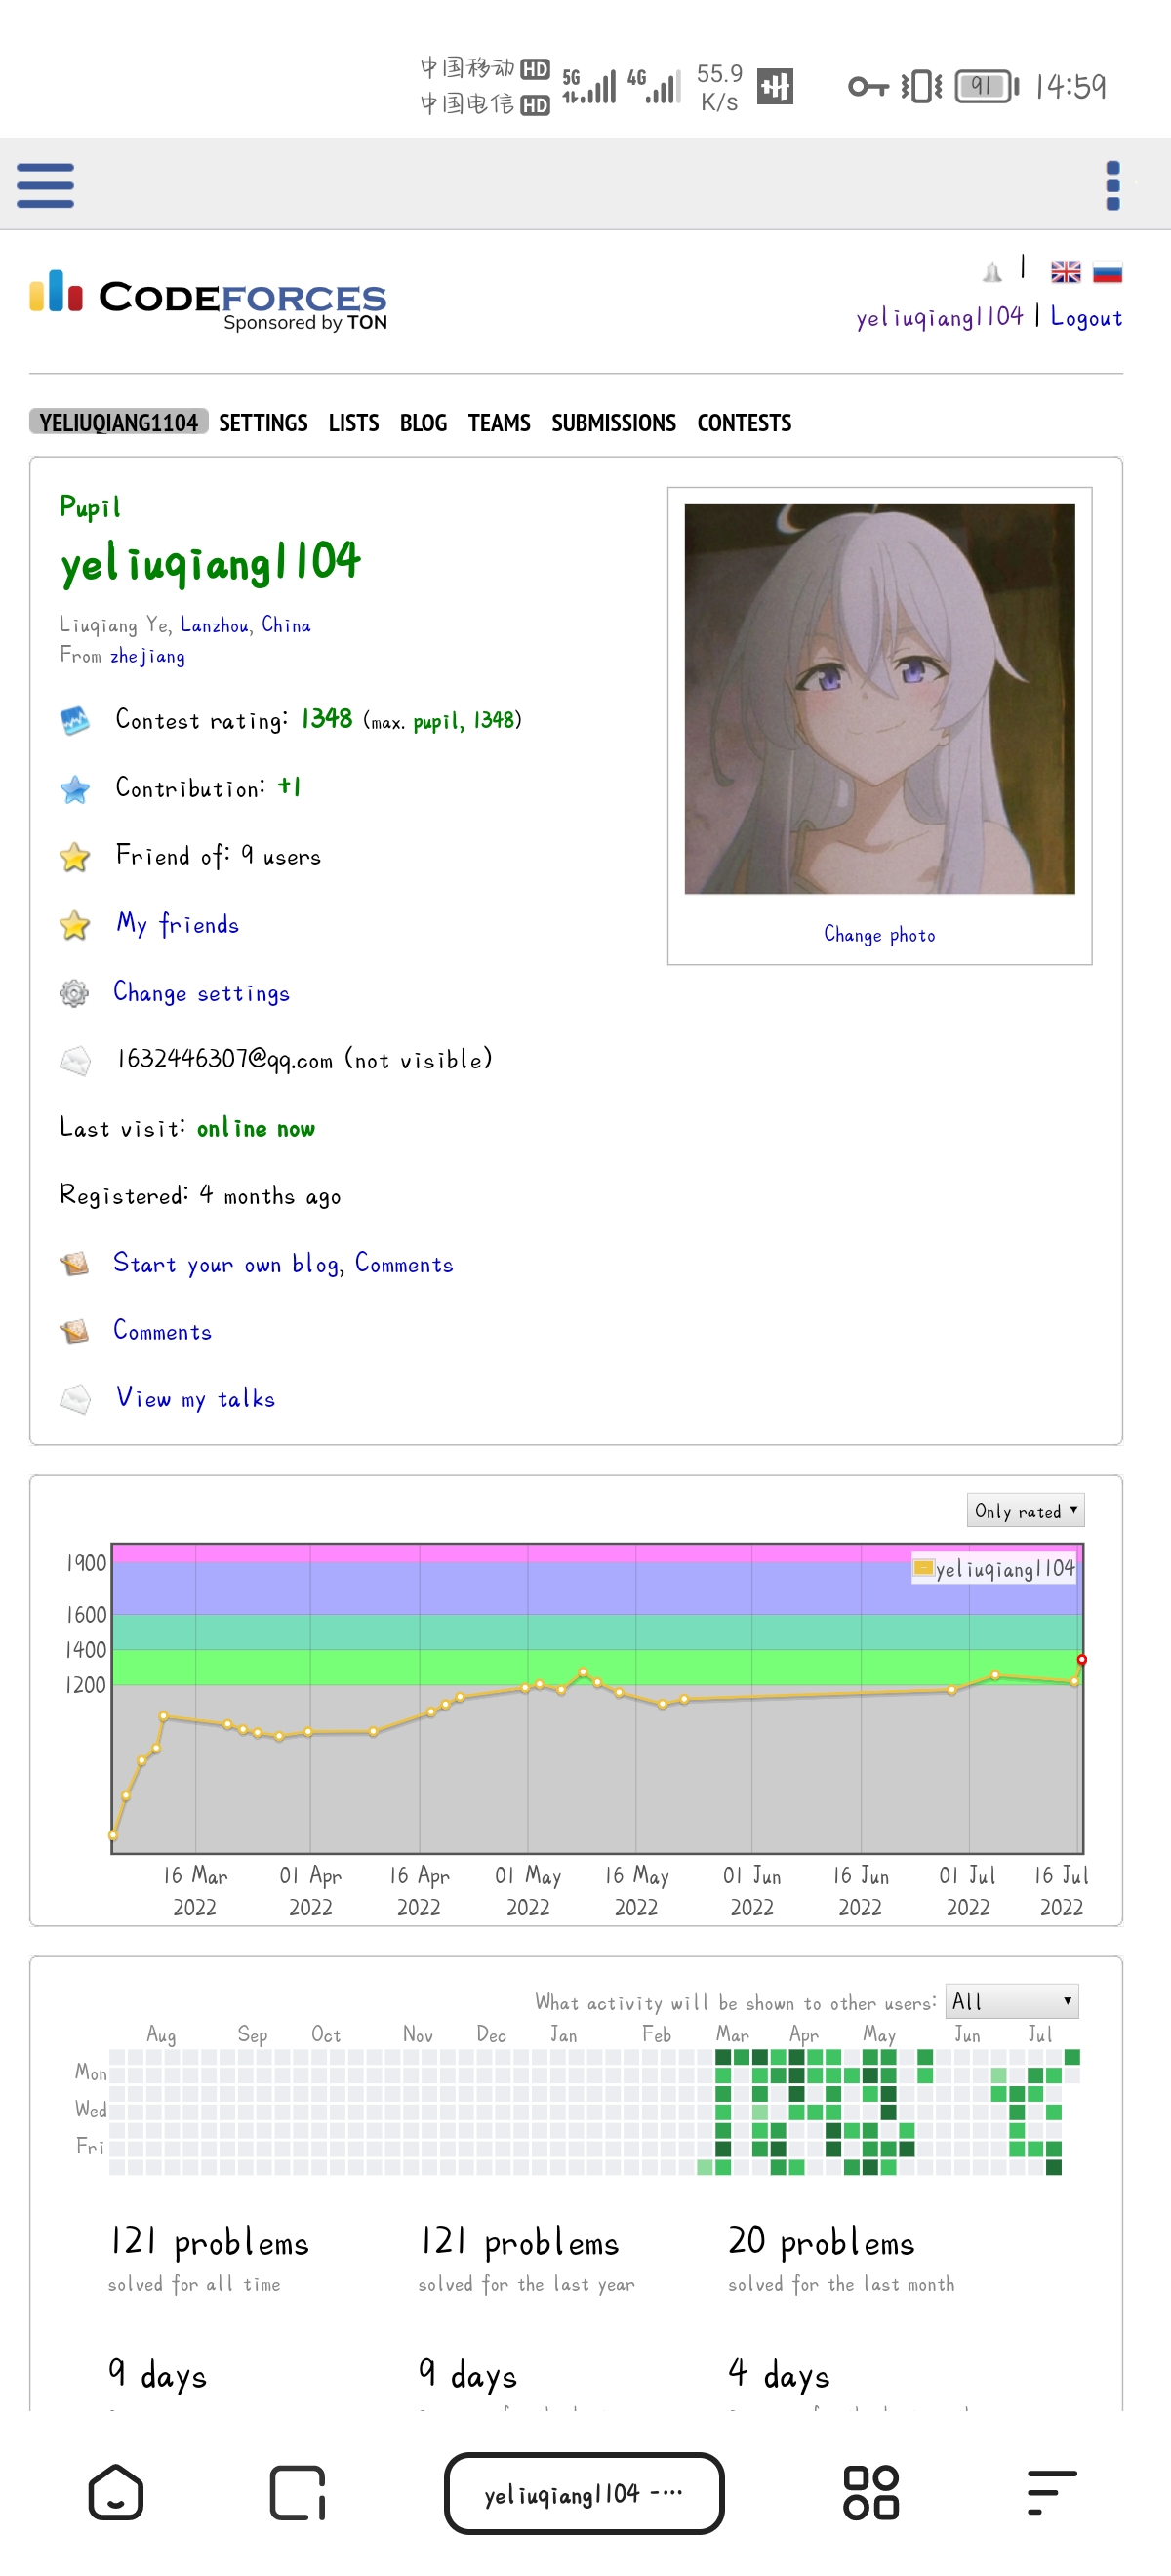 中国移动 HD 5G 4G 55.9 K/s 91 14:59
中国电信 HD
CODEFORCES
Sponsored by TON
yeliuqiang1104 | Logout
YELIUQIANG1104 SETTINGS LISTS BLOG TEAMS SUBMISSIONS CONTESTS
Pupil
yeliuqiang1104
Liuqiang Ye, Lanzhou, China
From zhejiang
Contest rating: 1348 (max. pupil, 1348)
Contribution: +1
Friend of: 9 users
My friends
Change settings
1632446307@qq.com (not visible)
Last visit: online now
Registered: 4 months ago
Start your own blog, Comments
Comments
View my talks
Change photo
Only rated
yeliuqiang1104
1900
1600
1400
1200
16 Mar 2022 01 Apr 2022 16 Apr 2022 01 May 2022 16 May 2022 01 Jun 2022 16 Jun 2022 01 Jul 2022 16 Jul 2022
What activity will be shown to other users: All
Aug Sep Oct Nov Dec Jan Feb Mar Apr May Jun Jul
Mon
Wed
Fri
121 problems 121 problems 20 problems
solved for all time solved for the last year solved for the last month
9 days 9 days 4 days
yeliuqiang1104 -···